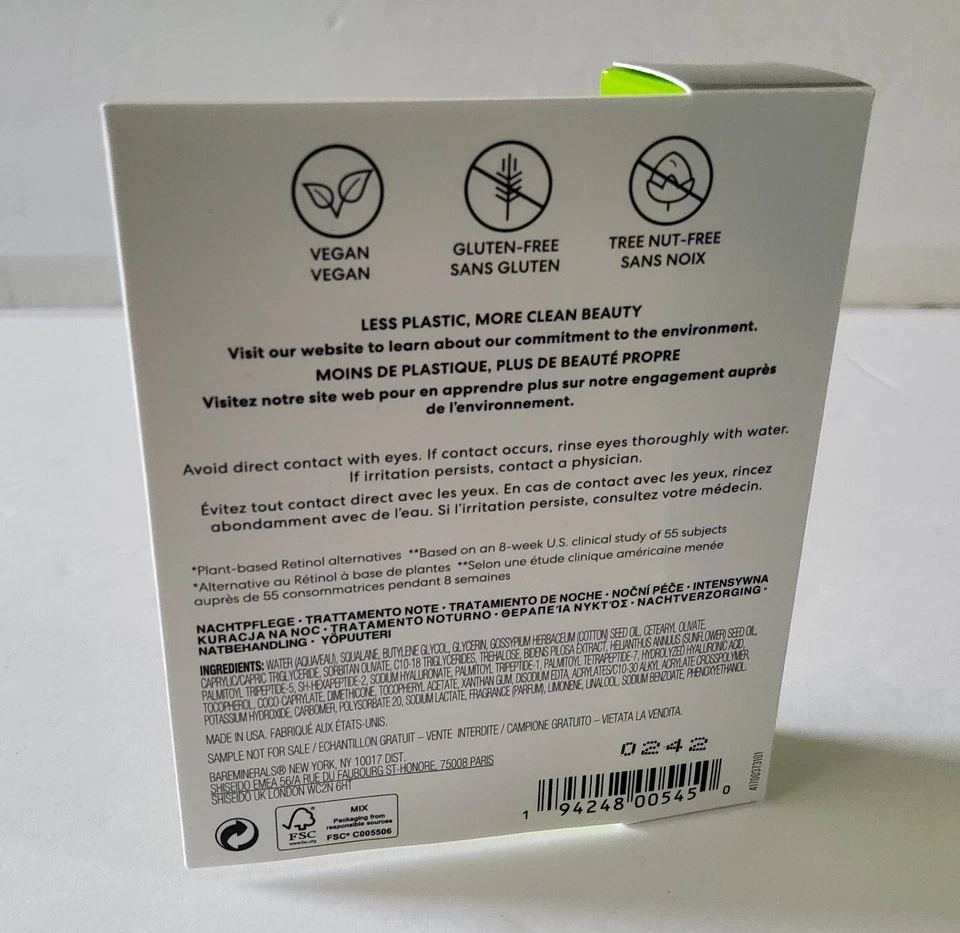 VEGAN
VEGAN
GLUTEN-FREE
SANS GLUTEN
TREE NUT-FREE
SANS NOIX
LESS PLASTIC, MORE CLEAN BEAUTY
Visit our website to learn about our commitment to the environment.
MOINS DE PLASTIQUE, PLUS DE BEAUTÉ PROPRE
Visitez notre site web pour en apprendre plus sur notre engagement auprès
de l'environnement.
Avoid direct contact with eyes. If contact occurs, rinse eyes thoroughly with water.
If irritation persists, contact a physician.
Évitez tout contact direct avec les yeux. En cas de contact avec les yeux, rincez
abondamment avec de l'eau. Si l'irritation persiste, consultez votre médecin.
*Plant-based Retinol alternatives **Based on an 8-week U.S. clinical study of 55 subjects
*Alternative au Rétinol à base de plantes **Selon une étude clinique américaine menée
auprès de 55 consommatrices pendant 8 semaines
NACHTPFLEGE · TRATTAMENTO NOTE · TRATAMIENTO DE NOCHE · NOČNÍ PÉČE · INTENSYWNA
KURACJA NA NOC · TRATAMENTO NOTURNO · ΘΕΡΑΠΕΊΑ ΝΥΚΤΌΣ · NACHTVERZORGING ·
NATBEHANDLING · YÖPUUTERI
INGREDIENTS: WATER (AQUA/EAU), SQUALANE, BUTYLENE GLYCOL, GLYCERIN, GOSSYPIUM HERBACEUM (COTTON) SEED OIL, CETEARYL OLIVATE,
CAPRYLIC/CAPRIC TRIGLYCERIDE, SORBITAN OLIVATE, C10-18 TRIGLYCERIDES, TREHALOSE, BIDENS PILOSA EXTRACT, HELIANTHUS ANNUUS (SUNFLOWER) SEED OIL,
PALMITOYL TRIPEPTIDE-5, SH-HEXAPEPTIDE-2, SODIUM HYALURONATE, PALMITOYL TRIPEPTIDE-1, PALMITOYL TETRAPEPTIDE-7, HYDROLYZED HYALURONIC ACID,
TOCOPHEROL, COCO-CAPRYLATE, DIMETHICONE, TOCOPHERYL ACETATE, XANTHAN GUM, DISODIUM EDTA, ACRYLATES/C10-30 ALKYL ACRYLATE CROSSPOLYMER,
POTASSIUM HYDROXIDE, CARBOMER, POLYSORBATE 20, SODIUM LACTATE, FRAGRANCE (PARFUM), LIMONENE, LINALOOL, SODIUM BENZOATE, PHENOXYETHANOL.
MADE IN USA. FABRIQUÉ AUX ÉTATS-UNIS.
SAMPLE NOT FOR SALE / ECHANTILLON GRATUIT – VENTE INTERDITE / CAMPIONE GRATUITO – VIETATA LA VENDITA.
BAREMINERALS® NEW YORK, NY 10017 DIST.
SHISEIDO EMEA 56/A RUE DU FAUBOURG ST-HONORE, 75008 PARIS
SHISEIDO UK LONDON WC2N 6HT
0242
FSC
www.fsc.org
MIX
Packaging from
responsible sources
FSC® C005506
1 94248 00545 0
41T00373101